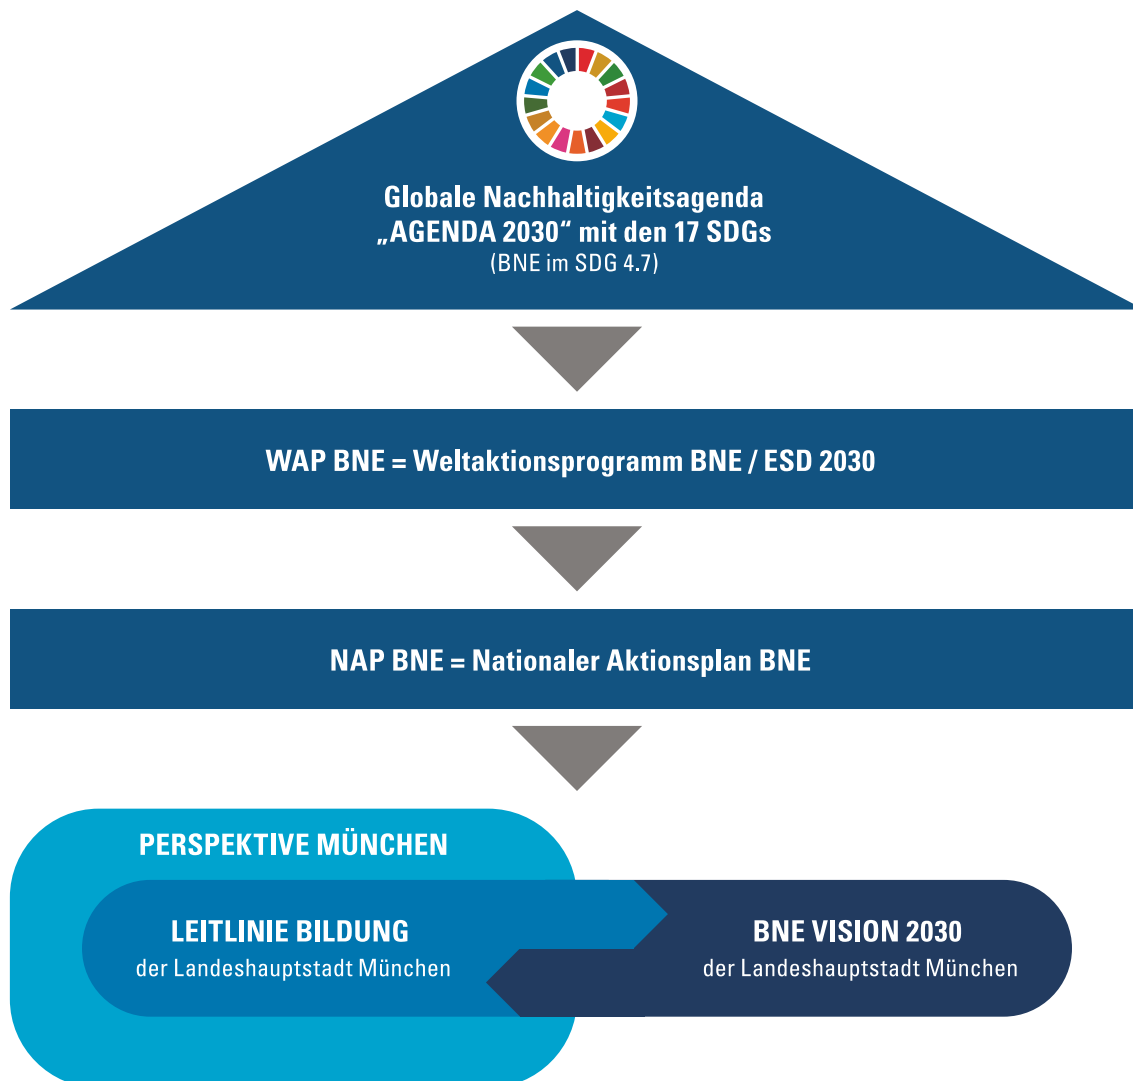 Globale Nachhaltigkeitsagenda
„AGENDA 2030“ mit den 17 SDGs
(BNE im SDG 4.7)
WAP BNE = Weltaktionsprogramm BNE / ESD 2030
NAP BNE = Nationaler Aktionsplan BNE
PERSPEKTIVE MÜNCHEN
LEITLINIE BILDUNG
der Landeshauptstadt München
BNE VISION 2030
der Landeshauptstadt München